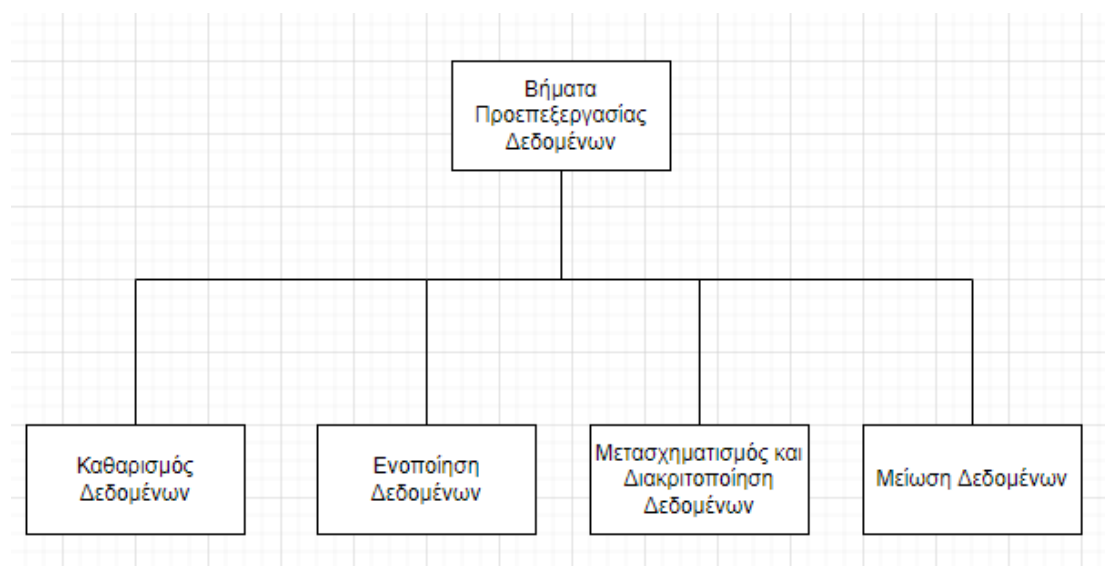 Βήματα
Προεπεξεργασίας
Δεδομένων
Καθαρισμός
Δεδομένων
Ενοποίηση
Δεδομένων
Μετασχηματισμός και
Διακριτοποίηση
Δεδομένων
Μείωση Δεδομένων